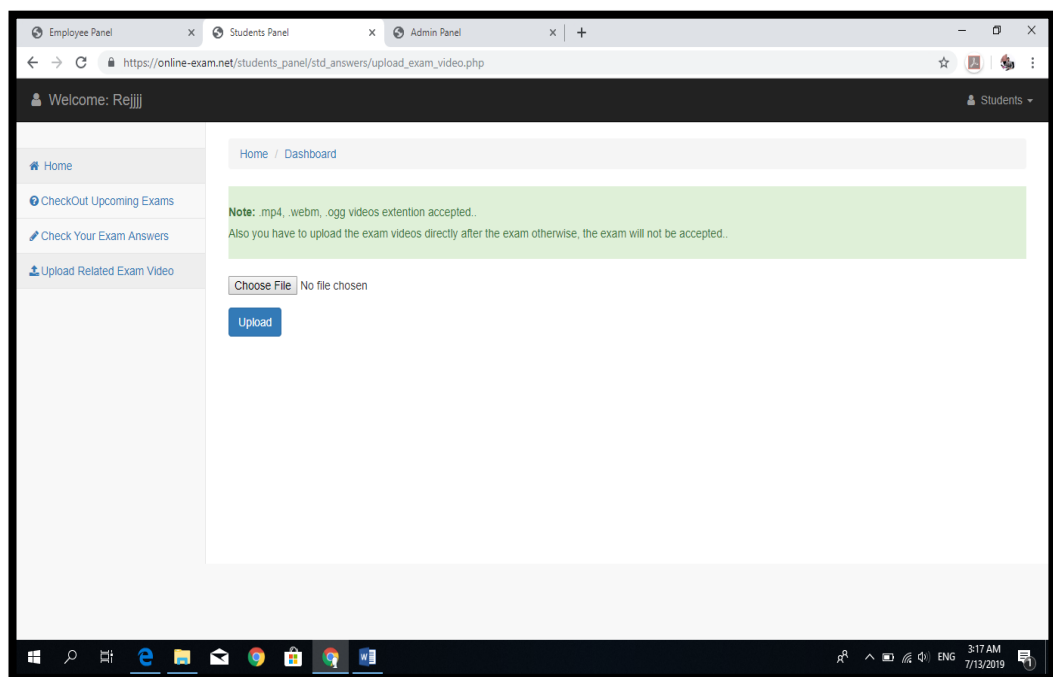 Employee Panel
Students Panel
Admin Panel
https://online-exam.net/students_panel/std_answers/upload_exam_video.php
Welcome: Rejjjj
Students
Home / Dashboard
Home
CheckOut Upcoming Exams
Check Your Exam Answers
Upload Related Exam Video
Note: .mp4, .webm, .ogg videos extention accepted..
Also you have to upload the exam videos directly after the exam otherwise, the exam will not be accepted..
Choose File No file chosen
Upload
ENG
3:17 AM
7/13/2019